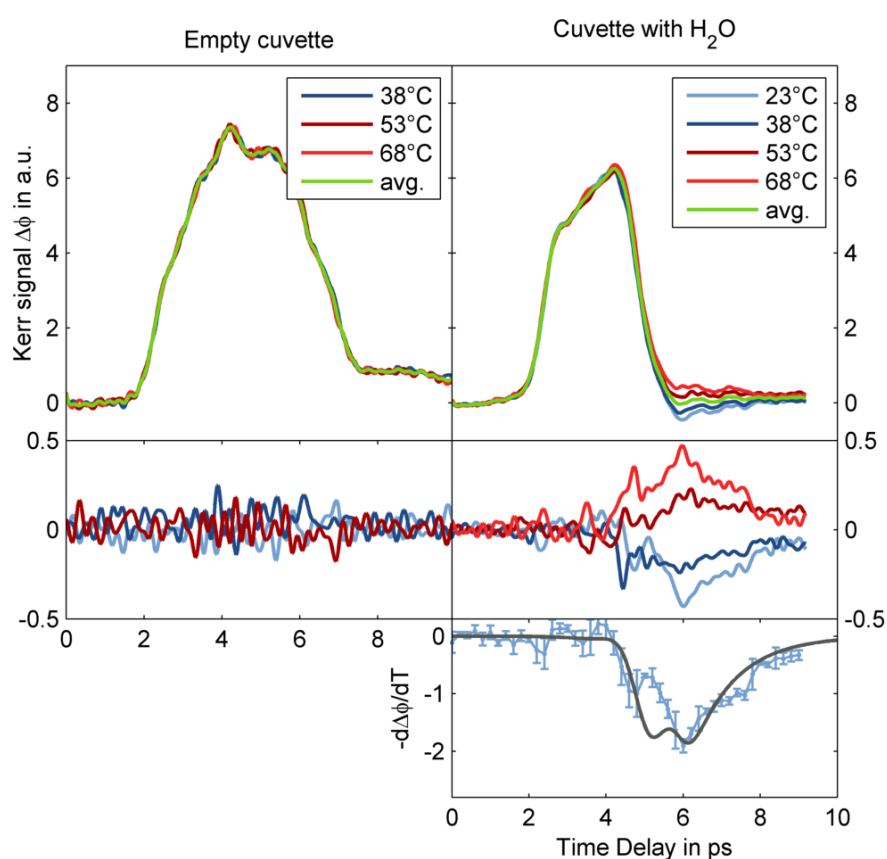 Empty cuvette
Cuvette with H₂O
Kerr signal Δϕ in a.u.
8
6
4
2
0
38°C
53°C
68°C
avg.
23°C
38°C
53°C
68°C
avg.
8
6
4
2
0
0.5
0
-0.5
0.5
0
-0.5
0 2 4 6 8
-dΔϕ/dT
0
-1
-2
0 2 4 6 8 10
Time Delay in ps